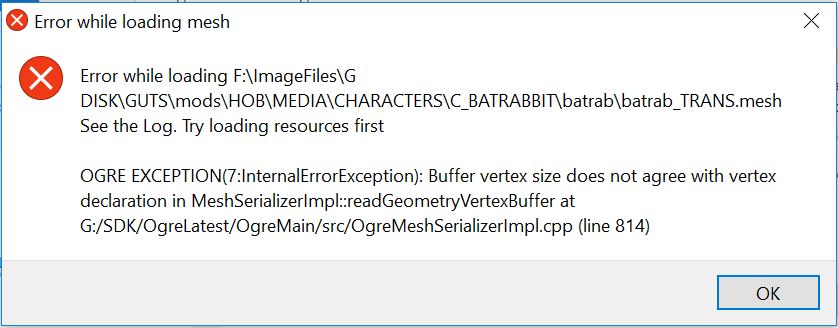 Error while loading mesh
Error while loading F:\ImageFiles\G
DISK\GUTS\mods\HOB\MEDIA\CHARACTERS\C_BATRABBIT\batrab\batrab_TRANS.mesh
See the Log. Try loading resources first
OGRE EXCEPTION(7:InternalErrorException): Buffer vertex size does not agree with vertex
declaration in MeshSerializerImpl::readGeometryVertexBuffer at
G:/SDK/OgreLatest/OgreMain/src/OgreMeshSerializerImpl.cpp (line 814)
OK